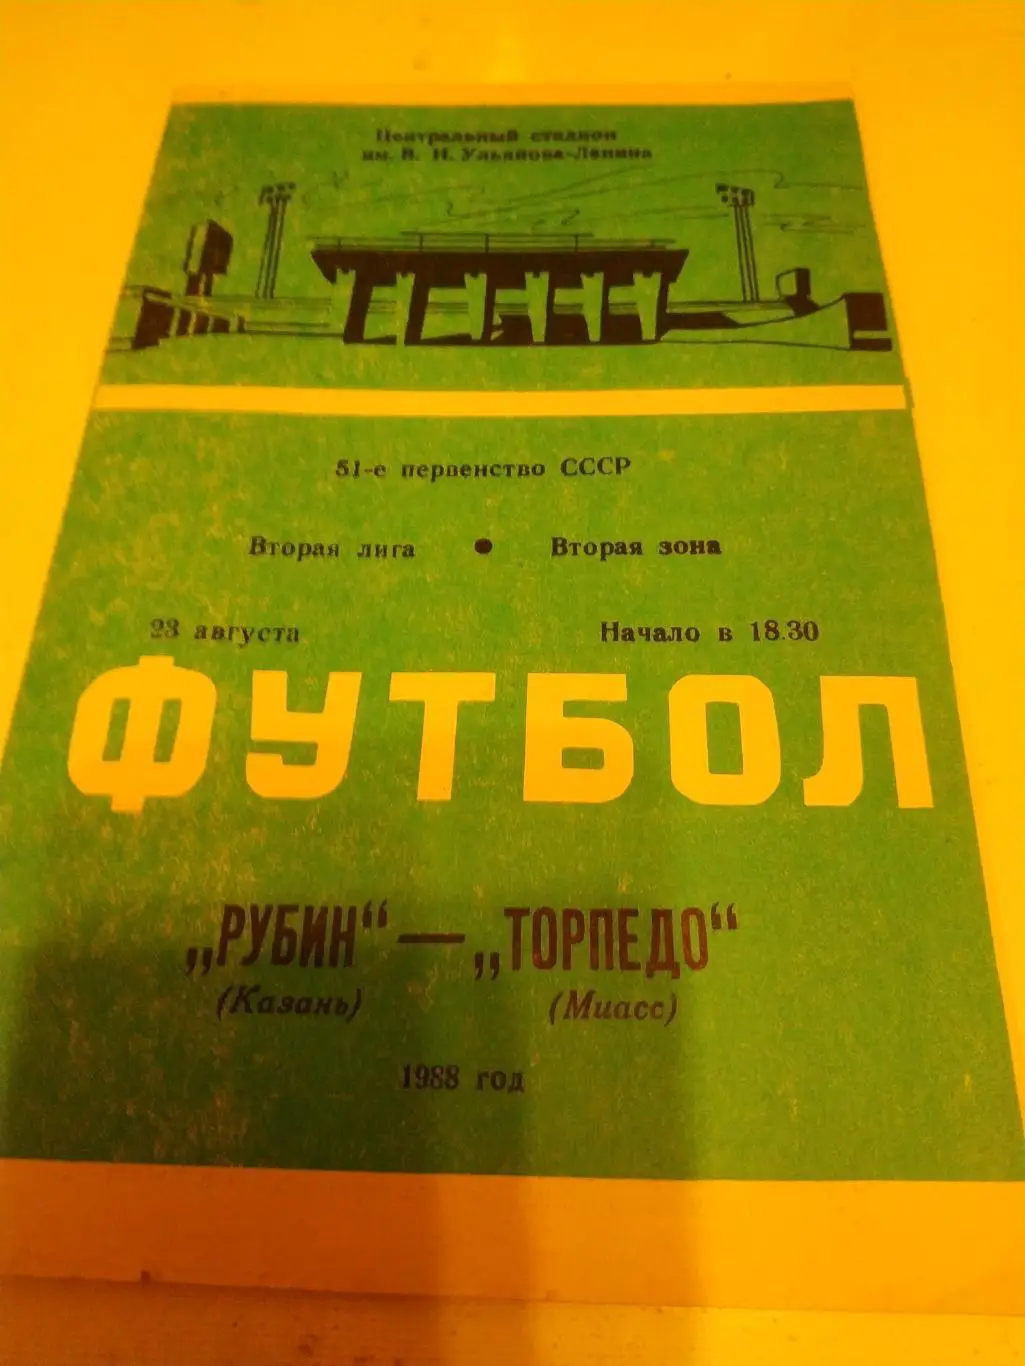 Центральный стадион
им. В. И. Ульянова-Ленина
51-е первенство СССР
Вторая лига • Вторая зона
23 августа Начало в 18.30
ФУТБОЛ
„РУБИН“ — „ТОРПЕДО“
(Казань) (Миасс)
1988 год